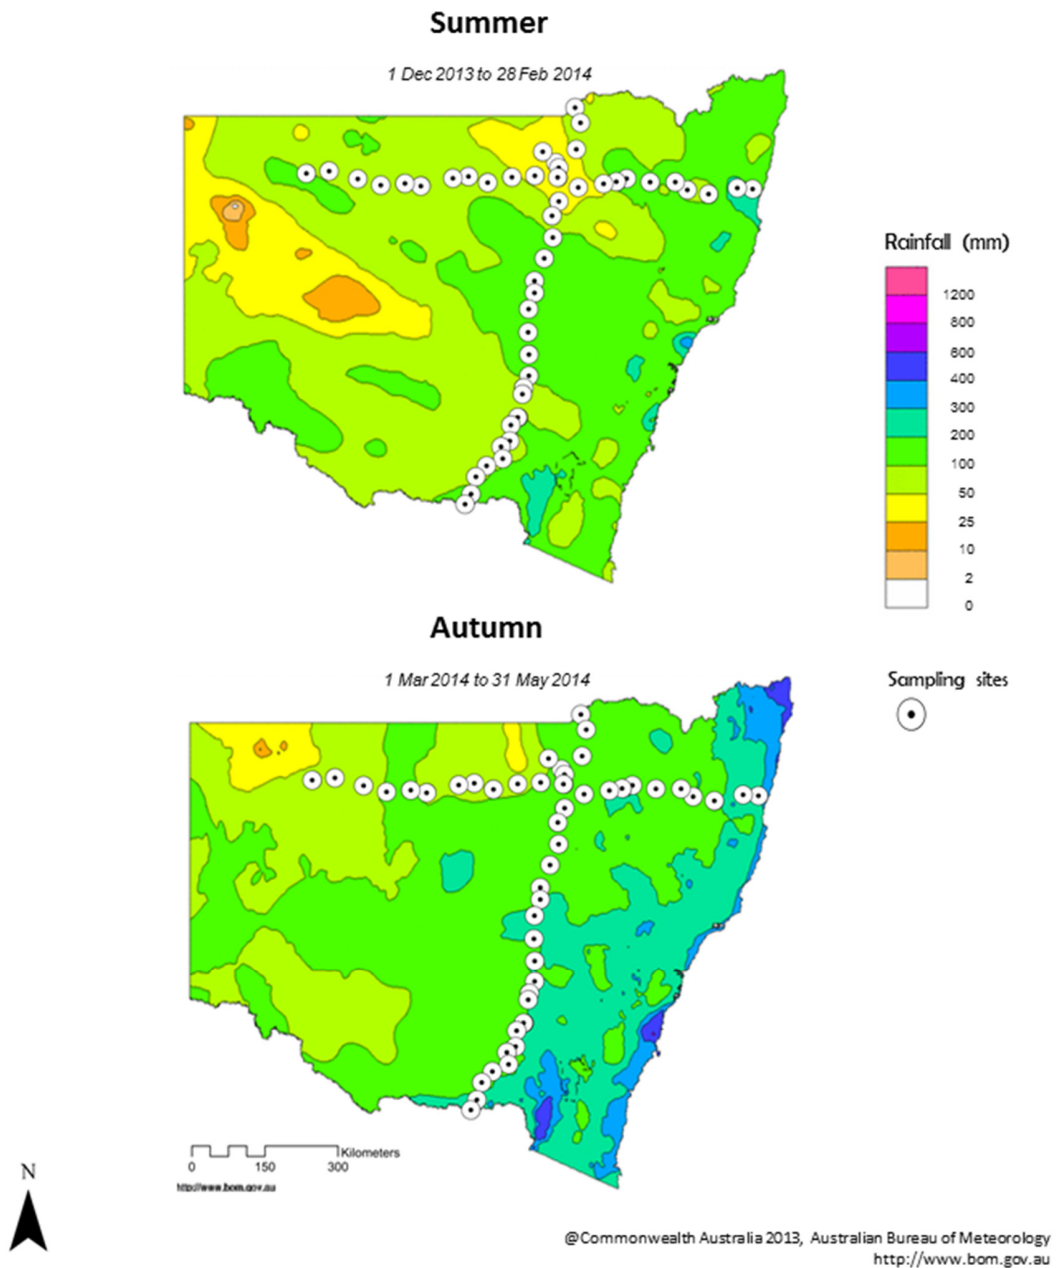 Summer
1 Dec 2013 to 28 Feb 2014
Rainfall (mm)
1200
800
600
400
300
200
100
50
25
10
2
0
Autumn
1 Mar 2014 to 31 May 2014
Sampling sites
Kilometers
0 150 300
http://www.bom.gov.au
N
@Commonwealth Australia 2013, Australian Bureau of Meteorology
http://www.bom.gov.au